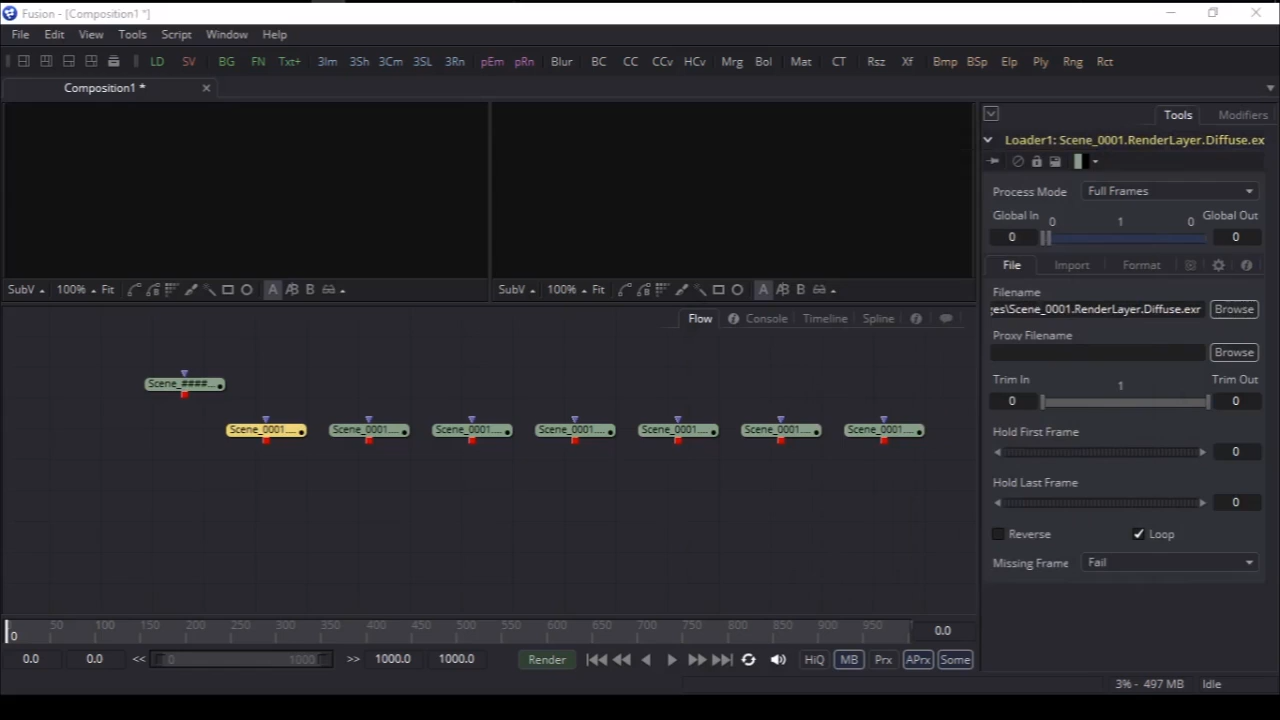 Fusion - [Composition1 *]
File Edit View Tools Script Window Help
LD SV BG FN Txt+ 3Im 3Sh 3Cm 3SL 3Rn pEm pRn Blur BC CC CCv HCv Mrg Bol Mat CT Rsz Xf Bmp BSp Elp Ply Rng Rct
Composition1 *
Tools Modifiers
Loader1: Scene_0001.RenderLayer.Diffuse.ex
Process Mode Full Frames
Global In 0 1 0 Global Out
0 0
File Import Format
Filename
ges\Scene_0001.RenderLayer.Diffuse.exr Browse
Proxy Filename
Browse
Trim In 1 Trim Out
0 0
Hold First Frame
0
Hold Last Frame
0
Reverse Loop
Missing Frame Fail
SubV 100% Fit A B
SubV 100% Fit A B
Flow Console Timeline Spline
Scene_####...
Scene_0001.... Scene_0001.... Scene_0001.... Scene_0001.... Scene_0001.... Scene_0001.... Scene_0001....
0 50 100 150 200 250 300 350 400 450 500 550 600 650 700 750 800 850 900 950 0.0
0.0 0.0 << 0 1000 >> 1000.0 1000.0 Render HiQ MB Prx APrx Some
3% - 497 MB Idle